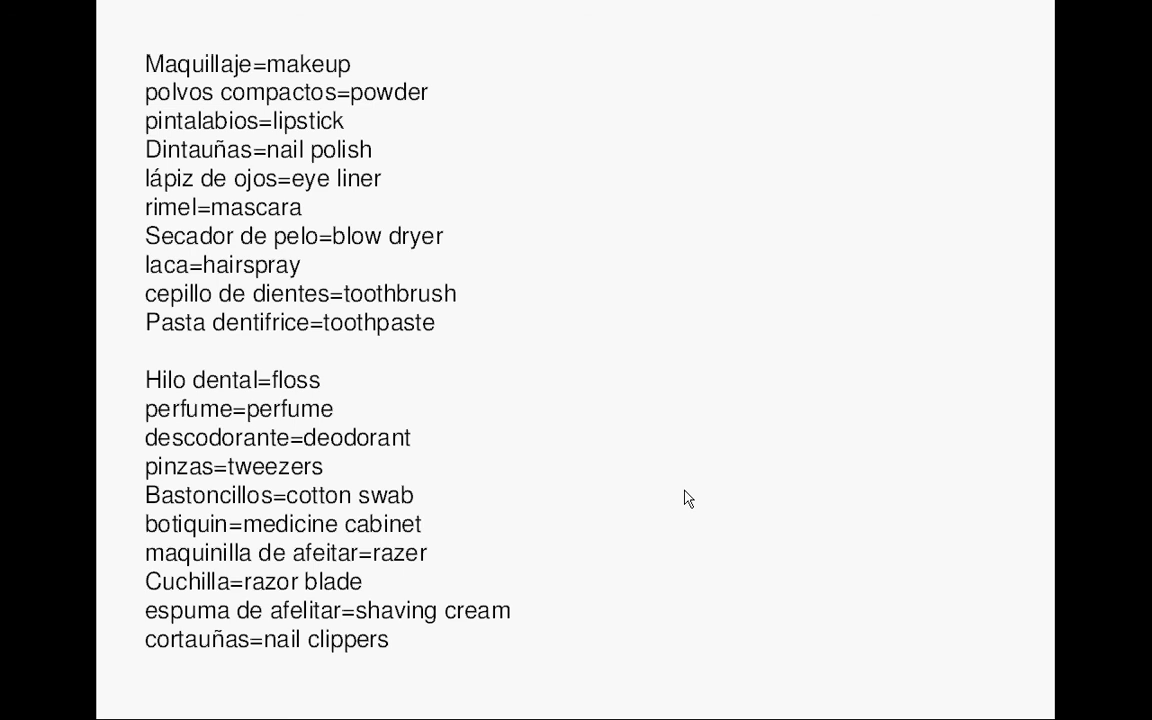 Maquillaje=makeup
polvos compactos=powder
pintalabios=lipstick
Dintauñas=nail polish
lápiz de ojos=eye liner
rimel=mascara
Secador de pelo=blow dryer
laca=hairspray
cepillo de dientes=toothbrush
Pasta dentifrice=toothpaste
Hilo dental=floss
perfume=perfume
descodorante=deodorant
pinzas=tweezers
Bastoncillos=cotton swab
botiquin=medicine cabinet
maquinilla de afeitar=razer
Cuchilla=razor blade
espuma de afelitar=shaving cream
cortauñas=nail clippers